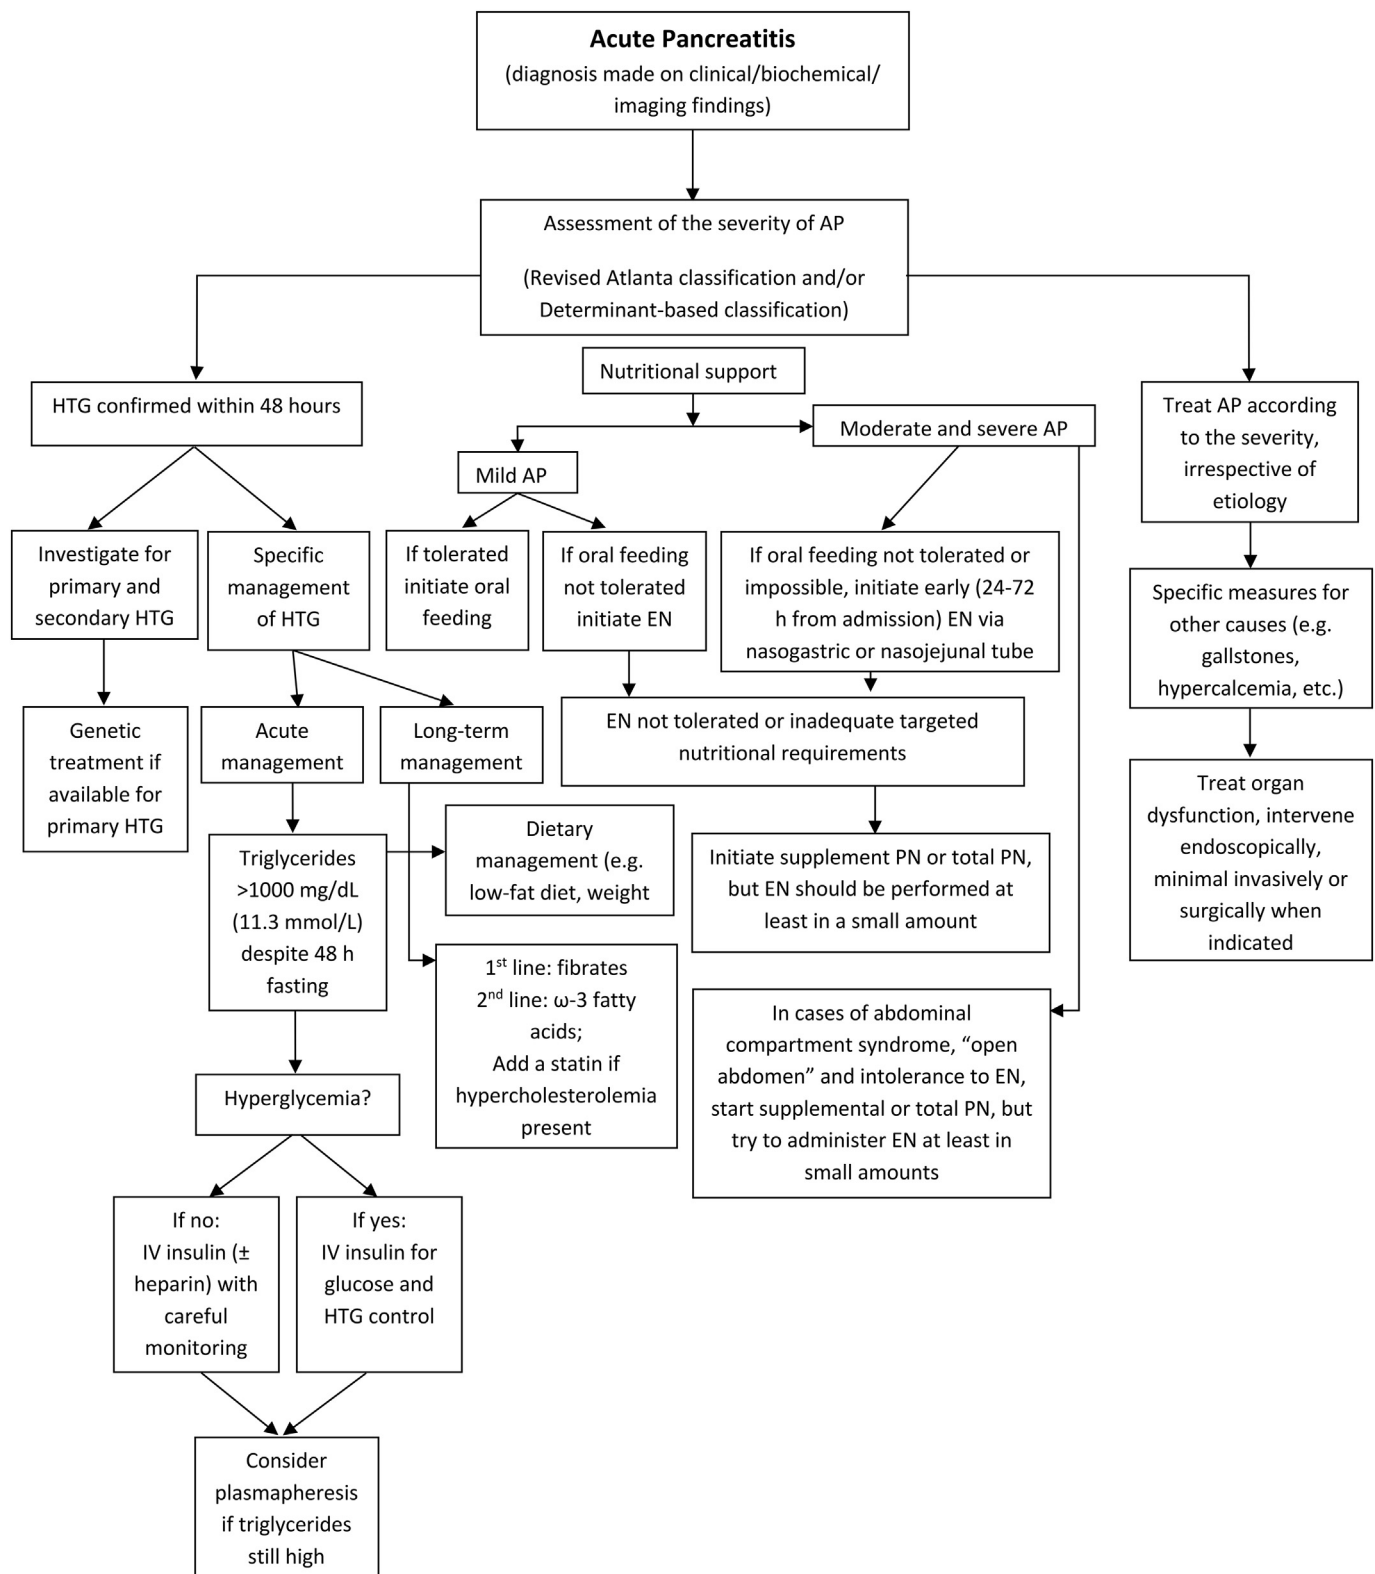 Acute Pancreatitis
(diagnosis made on clinical/biochemical/
imaging findings)
Assessment of the severity of AP
(Revised Atlanta classification and/or
Determinant-based classification)
HTG confirmed within 48 hours
Nutritional support
Treat AP according
to the severity,
irrespective of
etiology
Moderate and severe AP
Mild AP
Investigate for
primary and
secondary HTG
Specific
management
of HTG
If tolerated
initiate oral
feeding
If oral feeding
not tolerated
initiate EN
If oral feeding not tolerated or
impossible, initiate early (24-72
h from admission) EN via
nasogastric or nasojejunal tube
Specific measures for
other causes (e.g.
gallstones,
hypercalcemia, etc.)
Genetic
treatment if
available for
primary HTG
Acute
management
Long-term
management
EN not tolerated or inadequate targeted
nutritional requirements
Treat organ
dysfunction, intervene
endoscopically,
minimal invasively or
surgically when
indicated
Triglycerides
>1000 mg/dL
(11.3 mmol/L)
despite 48 h
fasting
Dietary
management (e.g.
low-fat diet, weight
Initiate supplement PN or total PN,
but EN should be performed at
least in a small amount
1st line: fibrates
2nd line: ω-3 fatty
acids;
Add a statin if
hypercholesterolemia
present
In cases of abdominal
compartment syndrome, “open
abdomen” and intolerance to EN,
start supplemental or total PN, but
try to administer EN at least in
small amounts
Hyperglycemia?
If no:
IV insulin (±
heparin) with
careful
monitoring
If yes:
IV insulin for
glucose and
HTG control
Consider
plasmapheresis
if triglycerides
still high